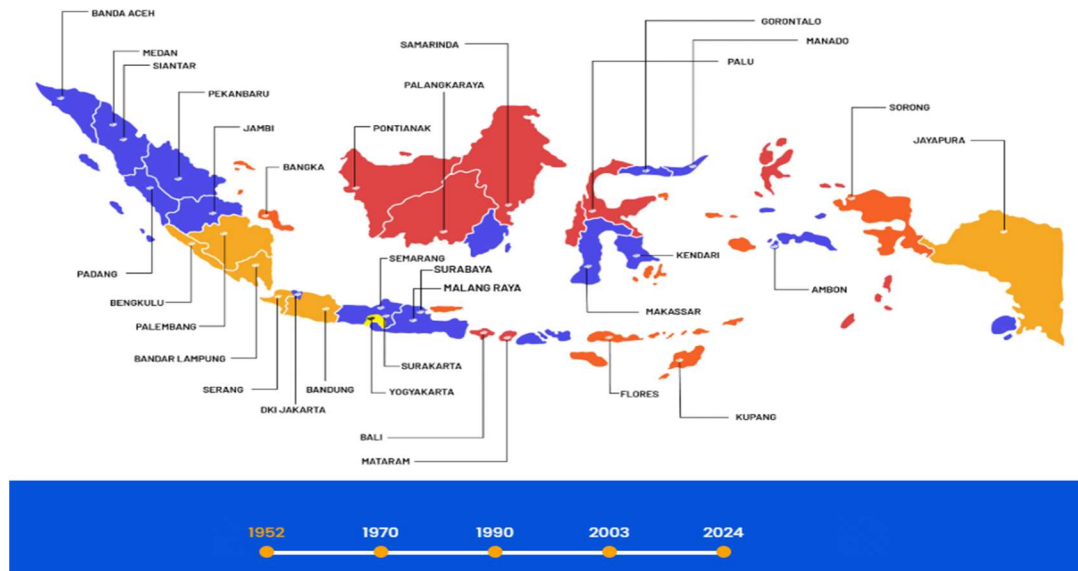 BANDA ACEH
GORONTALO
MANADO
SAMARINDA
MEDAN
SIANTAR
PALU
PALANGKARAYA
PEKANBARU
SORONG
JAMBI
PONTIANAK
JAYAPURA
BANGKA
KENDARI
SEMARANG
SURABAYA
PADANG
MALANG RAYA
AMBON
BENGKULU
MAKASSAR
PALEMBANG
BANDAR LAMPUNG
SURAKARTA
SERANG
BANDUNG
YOGYAKARTA
FLORES
DKI JAKARTA
KUPANG
BALI
MATARAM
1952 1970 1990 2003 2024